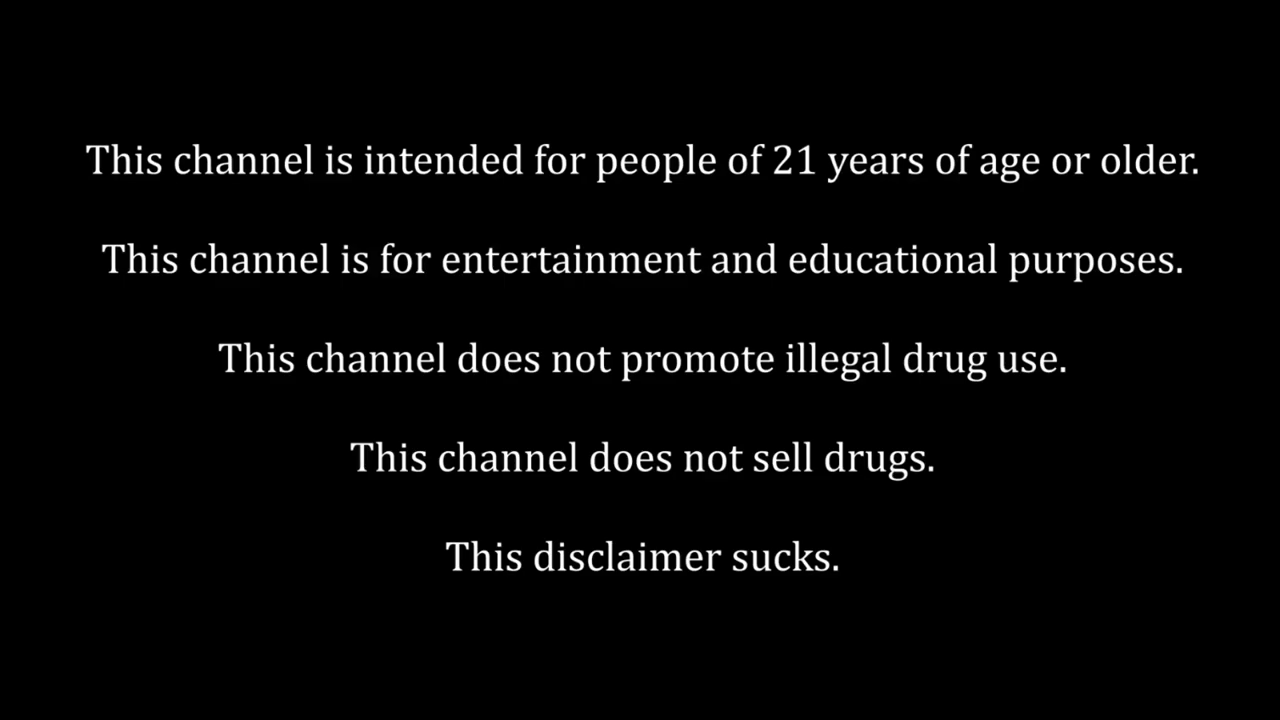 This channel is intended for people of 21 years of age or older.
This channel is for entertainment and educational purposes.
This channel does not promote illegal drug use.
This channel does not sell drugs.
This disclaimer sucks.